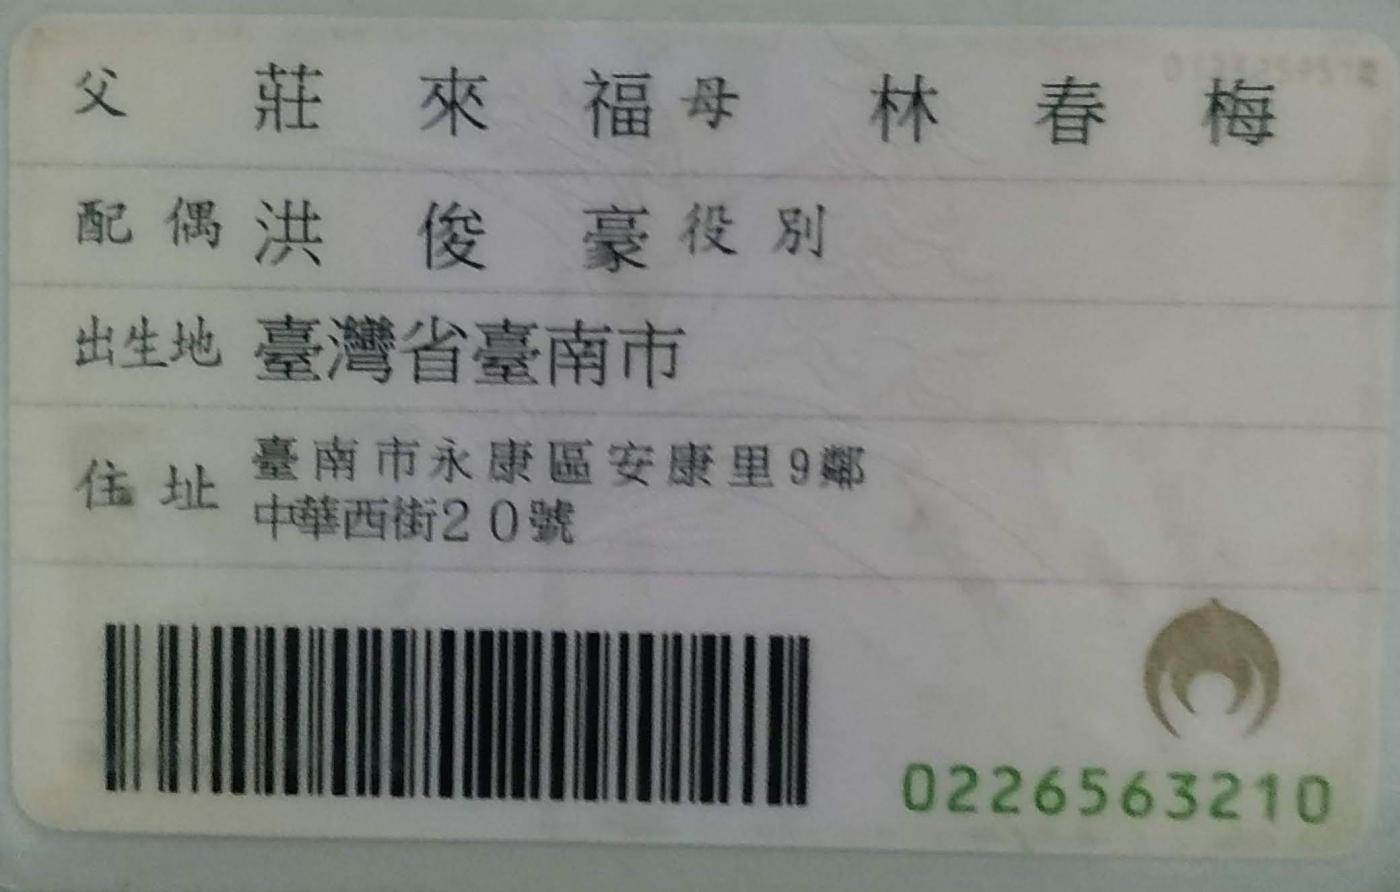 父 莊來福 母 林春梅
配偶 洪俊豪 役別
出生地 臺灣省臺南市
住址 臺南市永康區安康里9鄰
中華西街20號
0226563210